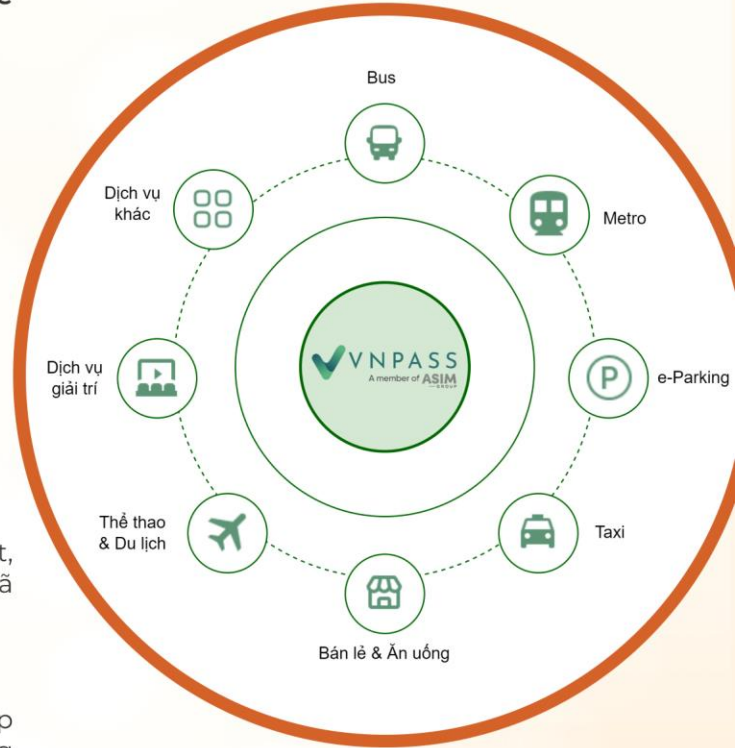 Bus
Dịch vụ
khác
Metro
VNPASS
A member of ASIM
GROUP
Dịch vụ
giải trí
P
e-Parking
Thể thao
& Du lịch
Taxi
t,
ã
Bán lẻ & Ăn uống